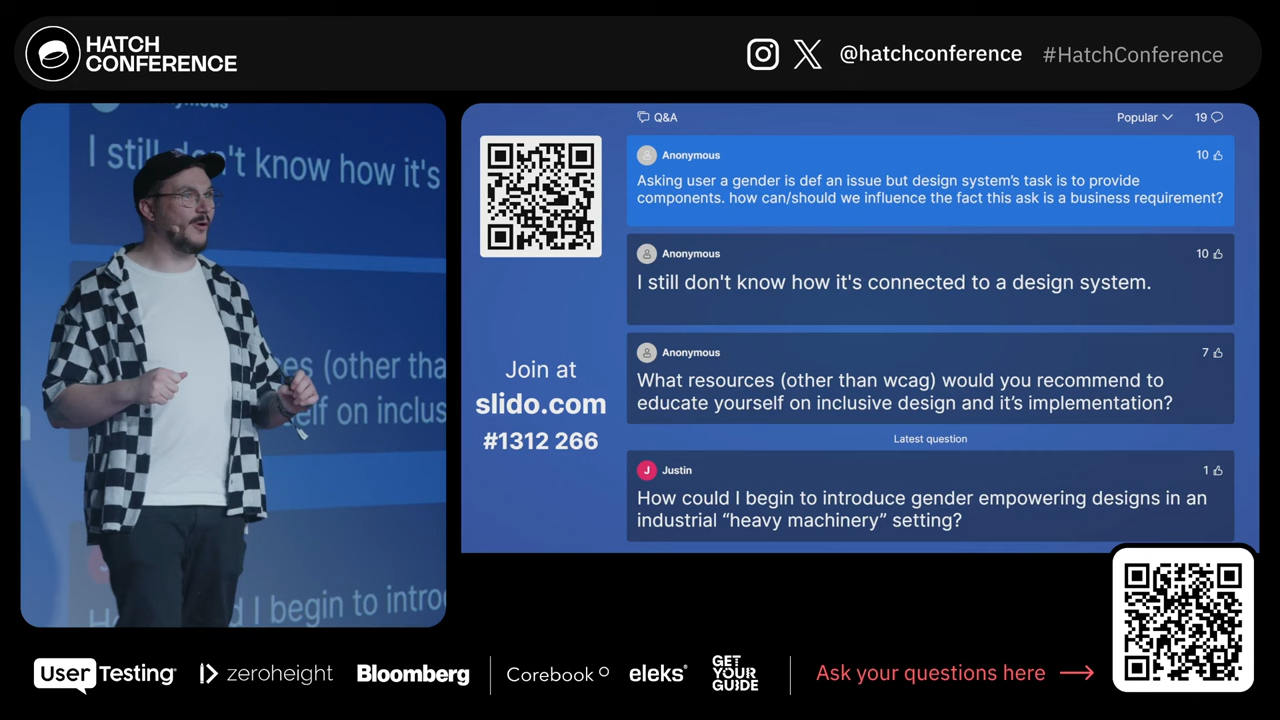 HATCH
CONFERENCE
@hatchconference #HatchConference
I still don't know how it's
es (other tha
self on inclus
I begin to intro
Q&A
Popular
19
Anonymous
10
Asking user a gender is def an issue but design system's task is to provide
components. how can/should we influence the fact this ask is a business requirement?
Anonymous
10
I still don't know how it's connected to a design system.
Anonymous
7
What resources (other than wcag) would you recommend to
educate yourself on inclusive design and it's implementation?
Latest question
J
Justin
1
How could I begin to introduce gender empowering designs in an
industrial “heavy machinery” setting?
Join at
slido.com
#1312 266
UserTesting
zeroheight
Bloomberg
Corebook
eleks
GET
YOUR
GUIDE
Ask your questions here